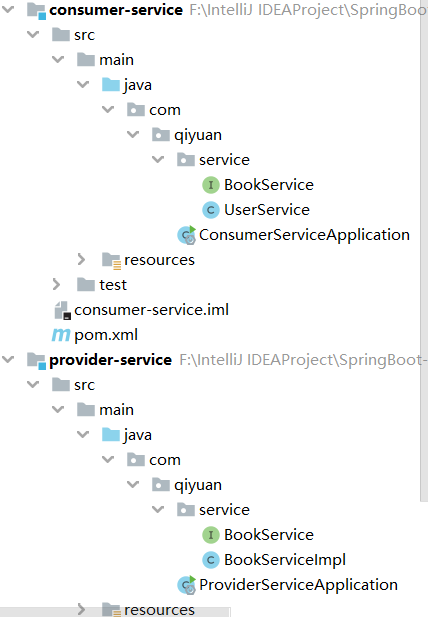 consumer-service F:\IntelliJ IDEAProject\SpringBoo
src
main
java
com
qiyuan
service
I BookService
C UserService
C ConsumerServiceApplication
resources
test
consumer-service.iml
m pom.xml
provider-service F:\IntelliJ IDEAProject\SpringBoot-
src
main
java
com
qiyuan
service
I BookService
C BookServiceImpl
C ProviderServiceApplication
resources